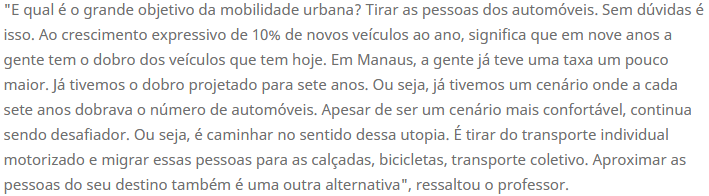 "E qual é o grande objetivo da mobilidade urbana? Tirar as pessoas dos automóveis. Sem dúvidas é
isso. Ao crescimento expressivo de 10% de novos veículos ao ano, significa que em nove anos a
gente tem o dobro dos veículos que tem hoje. Em Manaus, a gente já teve uma taxa um pouco
maior. Já tivemos o dobro projetado para sete anos. Ou seja, já tivemos um cenário onde a cada
sete anos dobrava o número de automóveis. Apesar de ser um cenário mais confortável, continua
sendo desafiador. Ou seja, é caminhar no sentido dessa utopia. É tirar do transporte individual
motorizado e migrar essas pessoas para as calçadas, bicicletas, transporte coletivo. Aproximar as
pessoas do seu destino também é uma outra alternativa", ressaltou o professor.